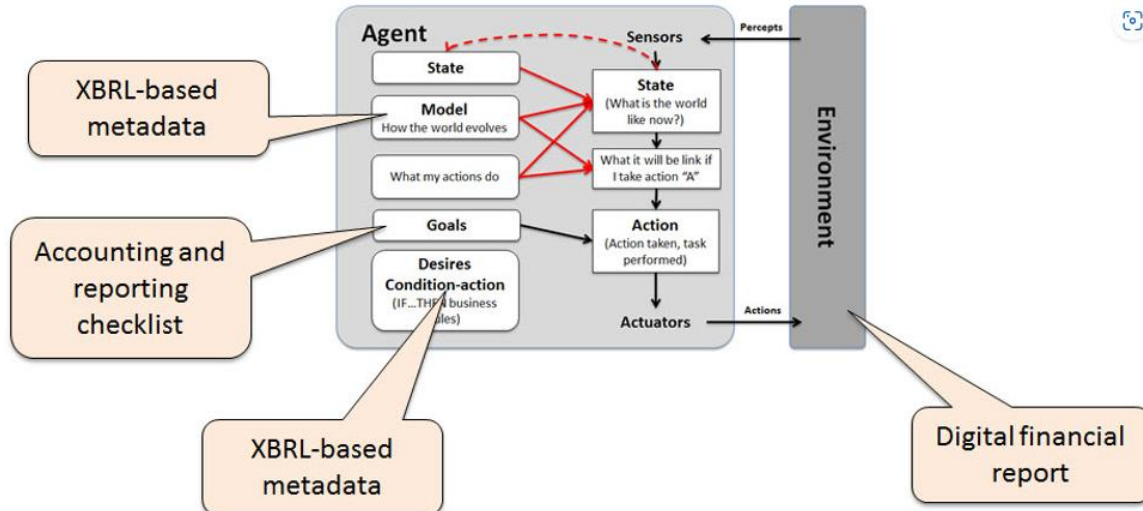 Agent
Sensors
Percepts
State
State
(What is the world
like now?)
XBRL-based
metadata
Model
How the world evolves
What my actions do
What it will be link if
I take action “A”
Environment
Accounting and
reporting
checklist
Goals
Action
(Action taken, task
performed)
Desires
Condition-action
(IF...THE business
ules)
Actuators
Actions
XBRL-based
metadata
Digital financial
report